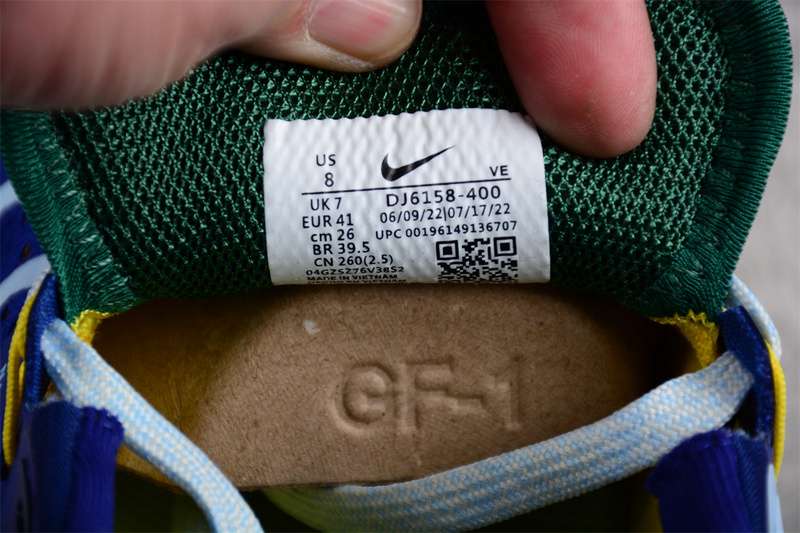 US
8
VE
UK 7
DJ6158-400
EUR 41
06/09/22|07/17/22
cm 26
UPC 00196149136707
BR 39.5
CN 260(2.5)
04GZSZ76V38S2
MADE IN VIETNAM
GF-1